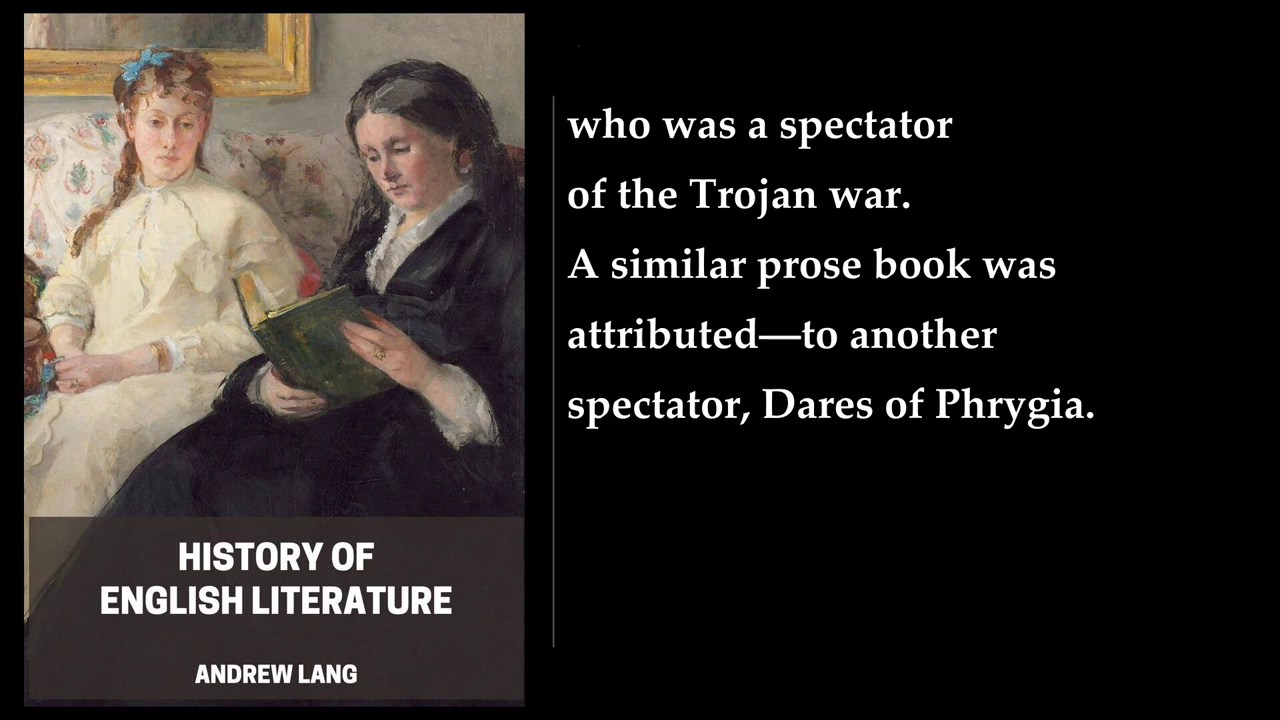 who was a spectator
of the Trojan war.
A similar prose book was
attributed—to another
spectator, Dares of Phrygia.
HISTORY OF
ENGLISH LITERATURE
ANDREW LANG